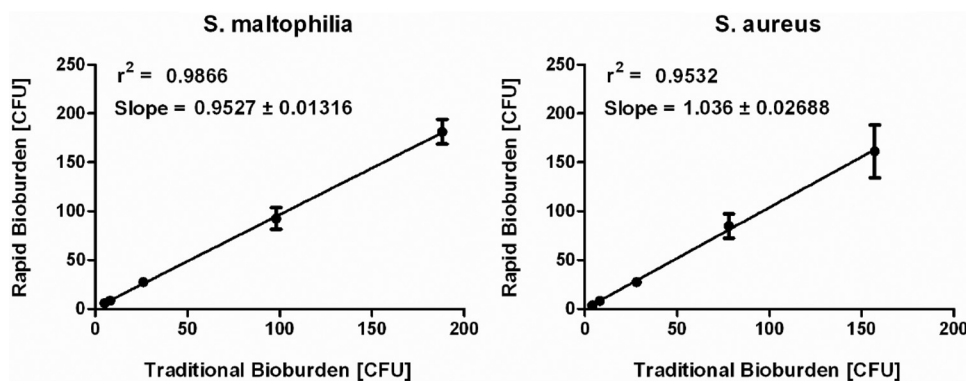 S. maltophilia
r² = 0.9866
Slope = 0.9527 ± 0.01316
Rapid Bioburden [CFU]
250
200
150
100
50
0
0 50 100 150 200
Traditional Bioburden [CFU]
S. aureus
r² = 0.9532
Slope = 1.036 ± 0.02688
Rapid Bioburden [CFU]
250
200
150
100
50
0
0 50 100 150 200
Traditional Bioburden [CFU]